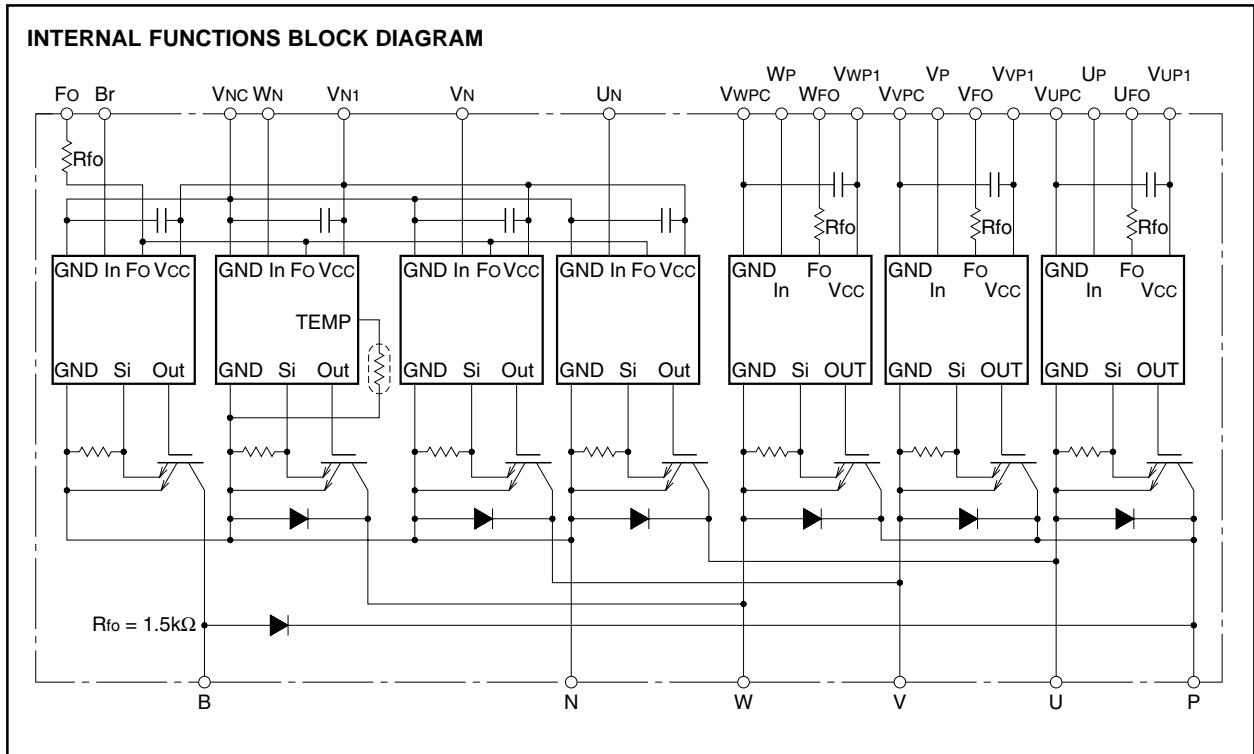 INTERNAL FUNCTIONS BLOCK DIAGRAM
WP VWP1 VP VVP1 UP VUP1
FO Br VNC WN VN1 VN UN VWPC WFO VVPC VFO VUPC UFO
Rfo
Rfo Rfo Rfo
GND In FO VCC GND In FO VCC GND In FO VCC GND In FO VCC GND FO GND FO GND FO
In VCC In VCC In VCC
TEMP
GND Si Out GND Si Out GND Si Out GND Si Out GND Si OUT GND Si OUT GND Si OUT
Rfo = 1.5kΩ
B N W V U P